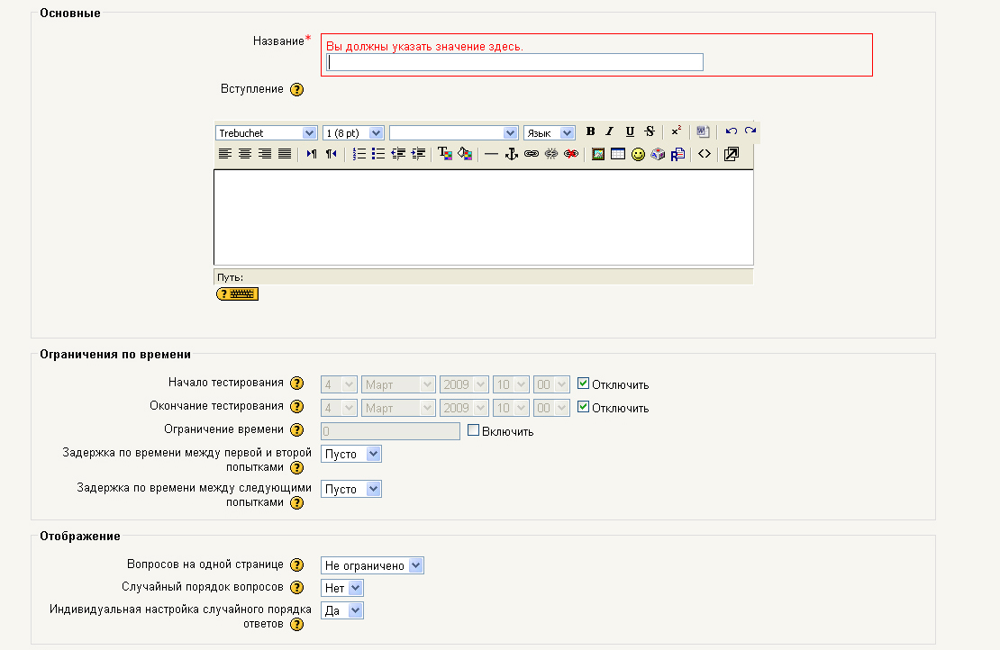 Основные
Название*
Вы должны указать значение здесь.
Вступление ?
Trebuchet 1 (8 pt) Язык B I U S x²
Путь:
?
Ограничения по времени
Начало тестирования ? 4 Март 2009 10 00 Отключить
Окончание тестирования ? 4 Март 2009 10 00 Отключить
Ограничение времени ? 0 Включить
Задержка по времени между первой и второй
попытками ? Пусто
Задержка по времени между следующими
попытками ? Пусто
Отображение
Вопросов на одной странице ? Не ограничено
Случайный порядок вопросов ? Нет
Индивидуальная настройка случайного порядка
ответов ? Да